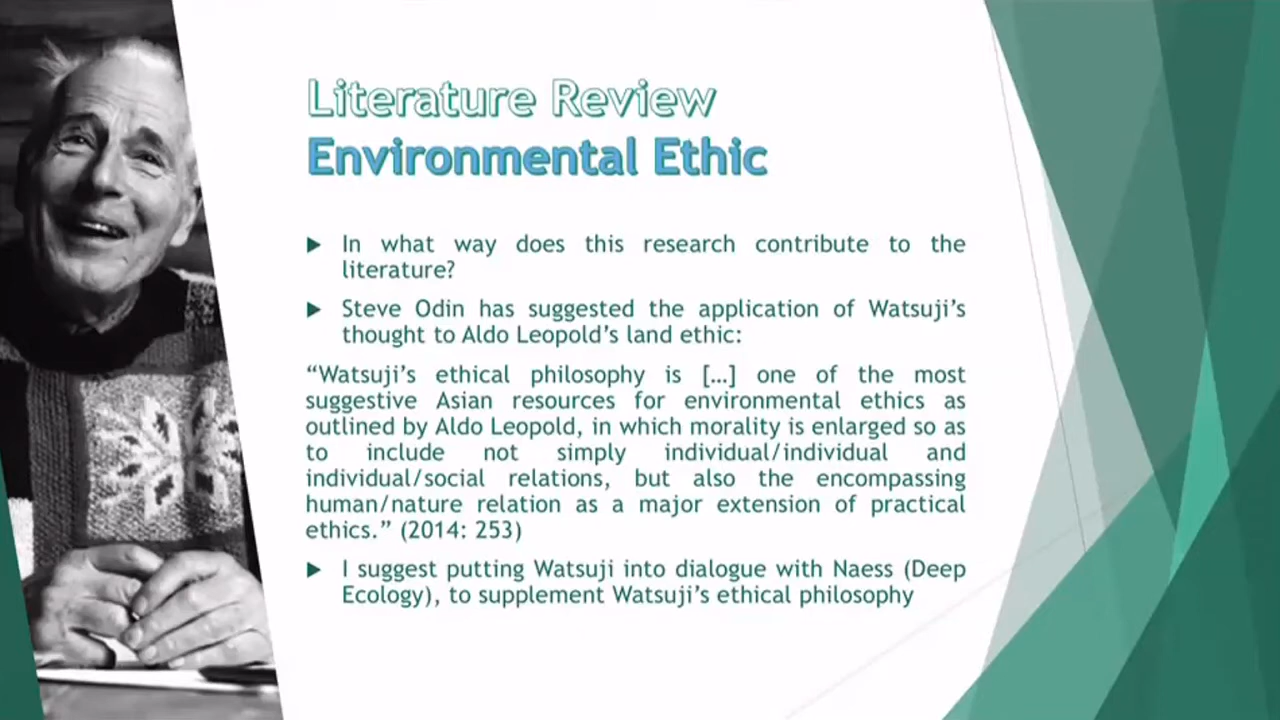 Literature Review
Environmental Ethic
In what way does this research contribute to the
literature?
Steve Odin has suggested the application of Watsuji’s
thought to Aldo Leopold’s land ethic:
“Watsuji’s ethical philosophy is […] one of the most
suggestive Asian resources for environmental ethics as
outlined by Aldo Leopold, in which morality is enlarged so as
to include not simply individual/individual and
individual/social relations, but also the encompassing
human/nature relation as a major extension of practical
ethics.” (2014: 253)
I suggest putting Watsuji into dialogue with Naess (Deep
Ecology), to supplement Watsuji’s ethical philosophy